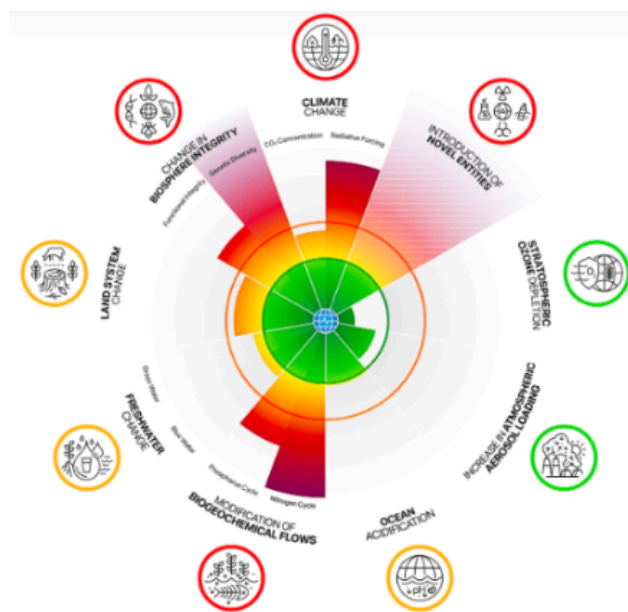 CLIMATE
CHANGE
CO₂ Concentration
Radiative Forcing
INTRODUCTION OF
NOVEL ENTITIES
STRATOSPHERIC
OZONE DEPLETION
INCREASE IN ATMOSPHERIC
AEROSOL LOADING
OCEAN
ACIDIFICATION
pH
MODIFICATION OF
BIOGEOCHEMICAL FLOWS
Nitrogen Cycle
Phosphorus Cycle
FRESHWATER
CHANGE
Blue Water
Green Water
LAND SYSTEM
CHANGE
CHANGE IN
BIOSPHERE INTEGRITY
Functional Integrity
Genetic Diversity